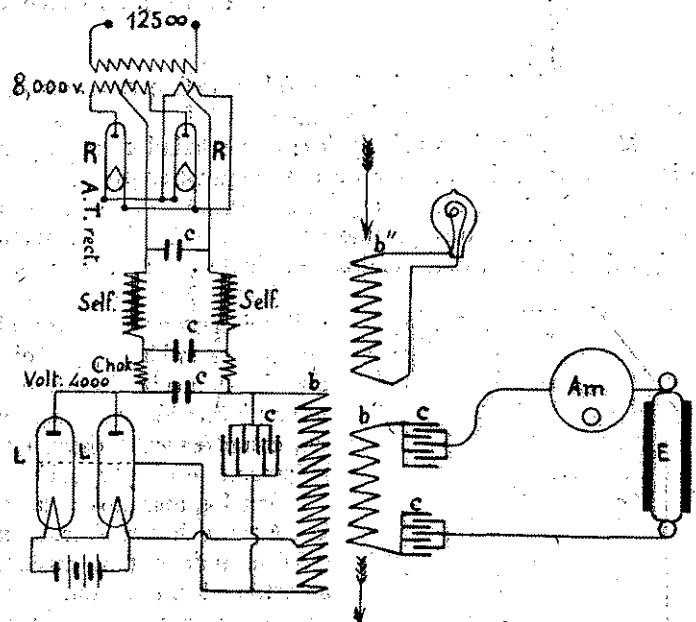 125∞
8,000 v.
R R
A.T. rect.
c
b"
Self. Self.
c
Chok
Volt. 4000
c
b
b'
c
c
Am
L L
E
c